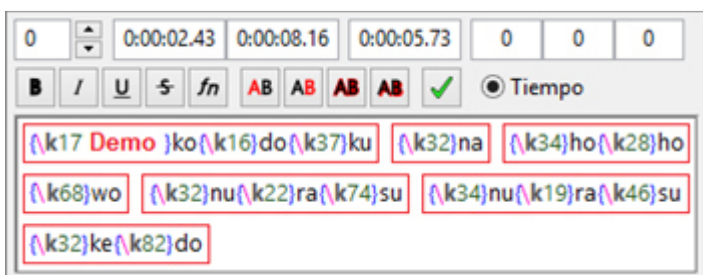 0 0:00:02.43 0:00:08.16 0:00:05.73 0 0 0
B I U S fn AB AB AB AB Tiempo
{\k17 Demo }ko{\k16}do{\k37}ku {\k32}na {\k34}ho{\k28}ho
{\k68}wo {\k32}nu{\k22}ra{\k74}su {\k34}nu{\k19}ra{\k46}su
{\k32}ke{\k82}do